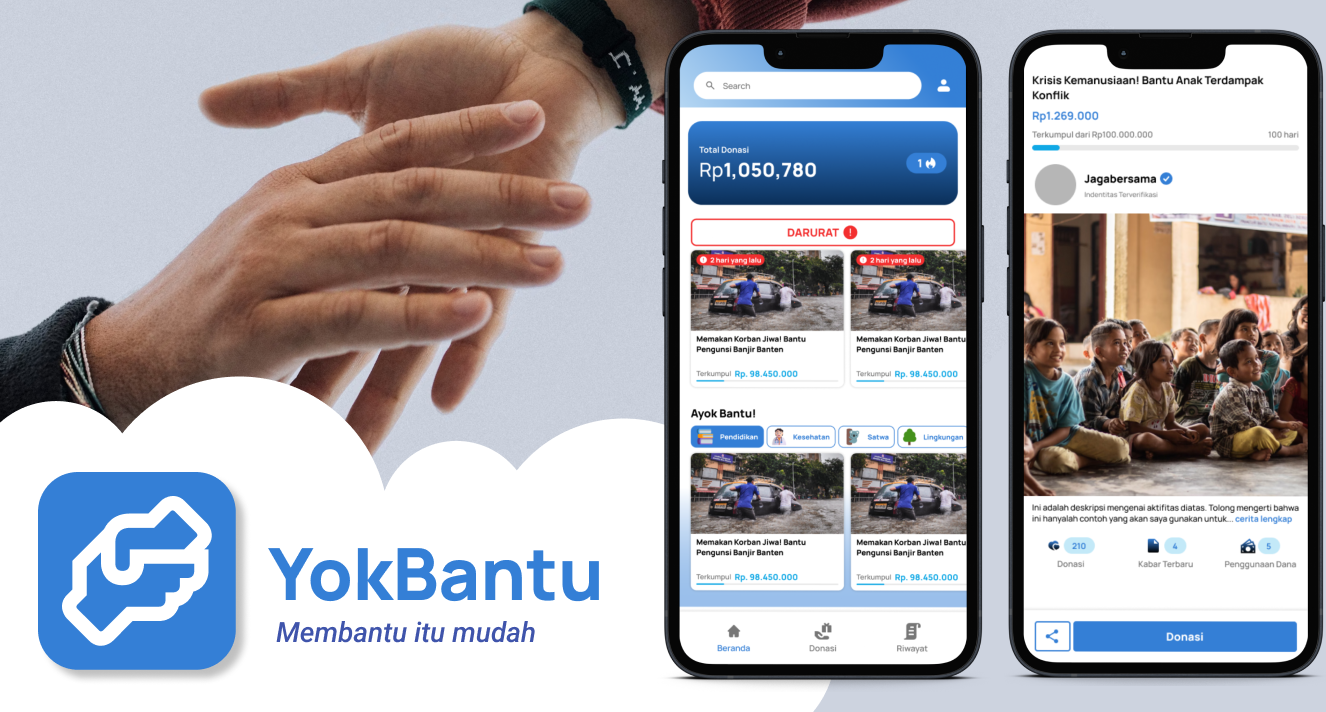 YokBantu
Membantu itu mudah
Search
Total Donasi
Rp1,050,780
1
DARURAT
2 hari yang lalu
Memakan Korban Jiwa! Bantu
Pengunsi Banjir Banten
Terkumpul Rp. 98.450.000
2 hari yang lalu
Memakan Korban Jiwa! Bantu
Pengunsi Banjir Banten
Terkumpul Rp. 98.450.000
Ayok Bantu!
Pendidikan
Kesehatan
Satwa
Lingkungan
Memakan Korban Jiwa! Bantu
Pengunsi Banjir Banten
Terkumpul Rp. 98.450.000
Memakan Korban Jiwa! Bantu
Pengunsi Banjir Banten
Terkumpul Rp. 98.450.000
Beranda
Donasi
Riwayat
Krisis Kemanusiaan! Bantu Anak Terdampak
Konflik
Rp1.269.000
Terkumpul dari Rp100.000.000
100 hari
Jagabersama
Indentitas Terverifikasi
Ini adalah deskripsi mengenai aktifitas diatas. Tolong mengerti bahwa
ini hanyalah contoh yang akan saya gunakan untuk... cerita lengkap
210
Donasi
4
Kabar Terbaru
5
Penggunaan Dana
Donasi